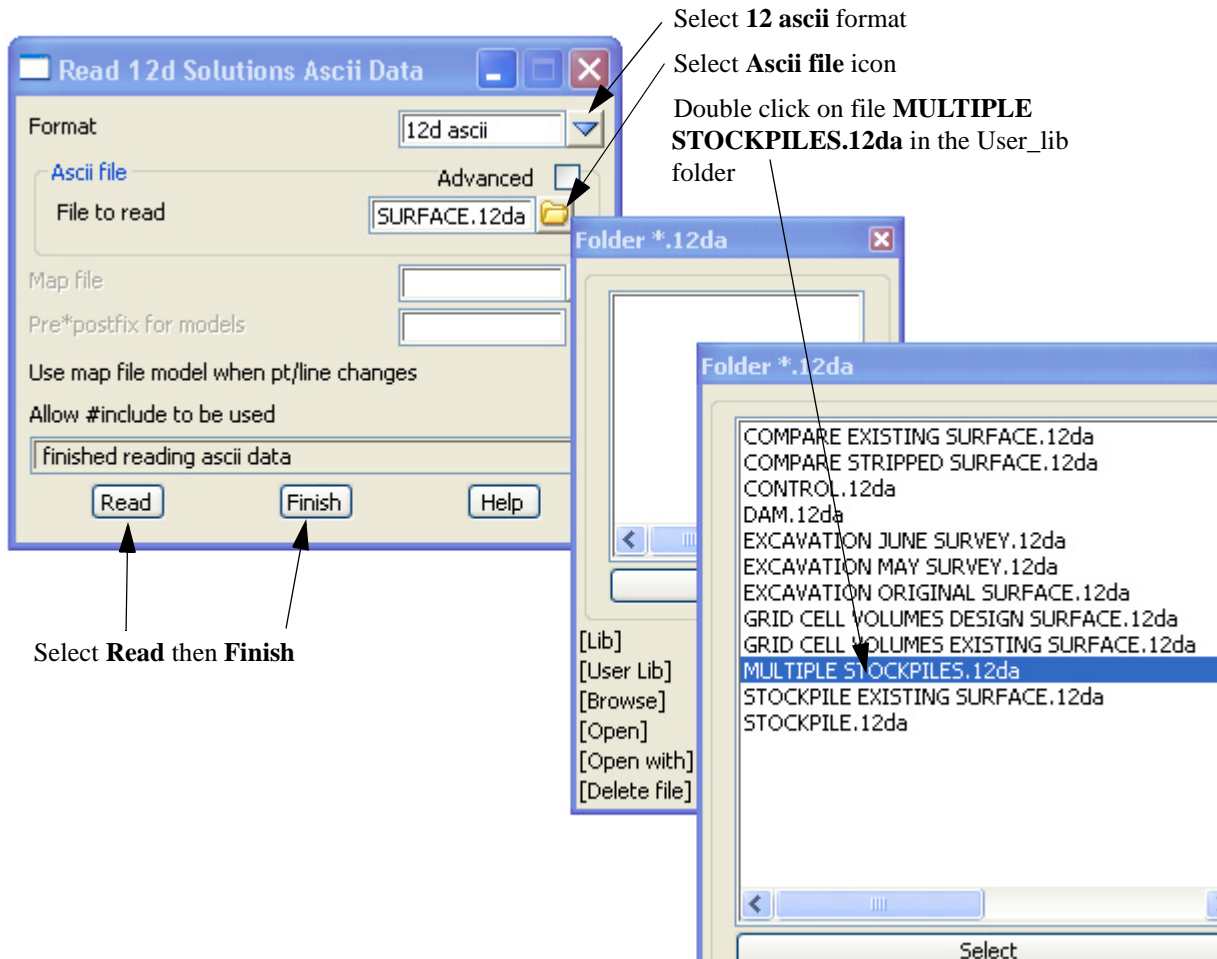 Select 12 ascii format
Select Ascii file icon
Double click on file MULTIPLE
STOCKPILES.12da in the User_lib
folder
Read 12d Solutions Ascii Data
Format
12d ascii
Ascii file
Advanced
File to read
SURFACE.12da
Map file
Pre*postfix for models
Use map file model when pt/line changes
Allow #include to be used
finished reading ascii data
Read
Finish
Help
Select Read then Finish
Folder *.12da
[Lib]
[User Lib]
[Browse]
[Open]
[Open with]
[Delete file]
Folder *.12da
COMPARE EXISTING SURFACE.12da
COMPARE STRIPPED SURFACE.12da
CONTROL.12da
DAM.12da
EXCAVATION JUNE SURVEY.12da
EXCAVATION MAY SURVEY.12da
EXCAVATION ORIGINAL SURFACE.12da
GRID CELL VOLUMES DESIGN SURFACE.12da
GRID CELL VOLUMES EXISTING SURFACE.12da
MULTIPLE STOCKPILES.12da
STOCKPILE EXISTING SURFACE.12da
STOCKPILE.12da
Select